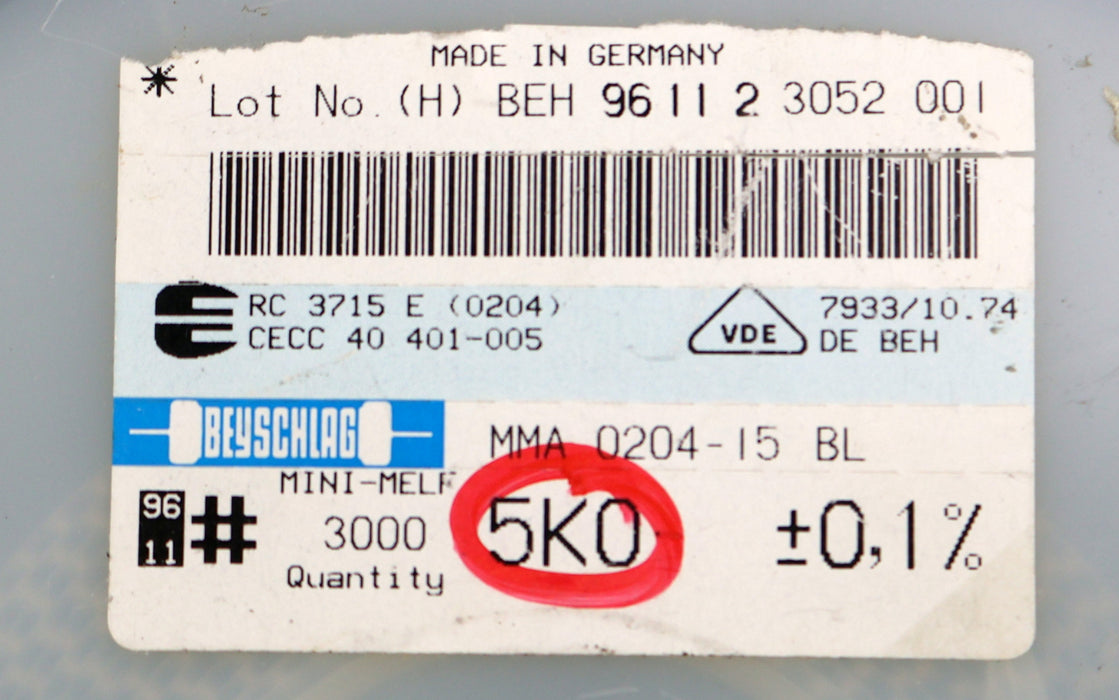 MADE IN GERMANY
* Lot No. (H) BEH 96 11 2 3052 001
RC 3715 E (0204)
CECC 40 401-005
VDE
7933/10.74
DE BEH
BEYSCHLAG
MMA 0204-15 BL
MINI-MELF
96
11
#
3000
Quantity
5K0
±0,1%